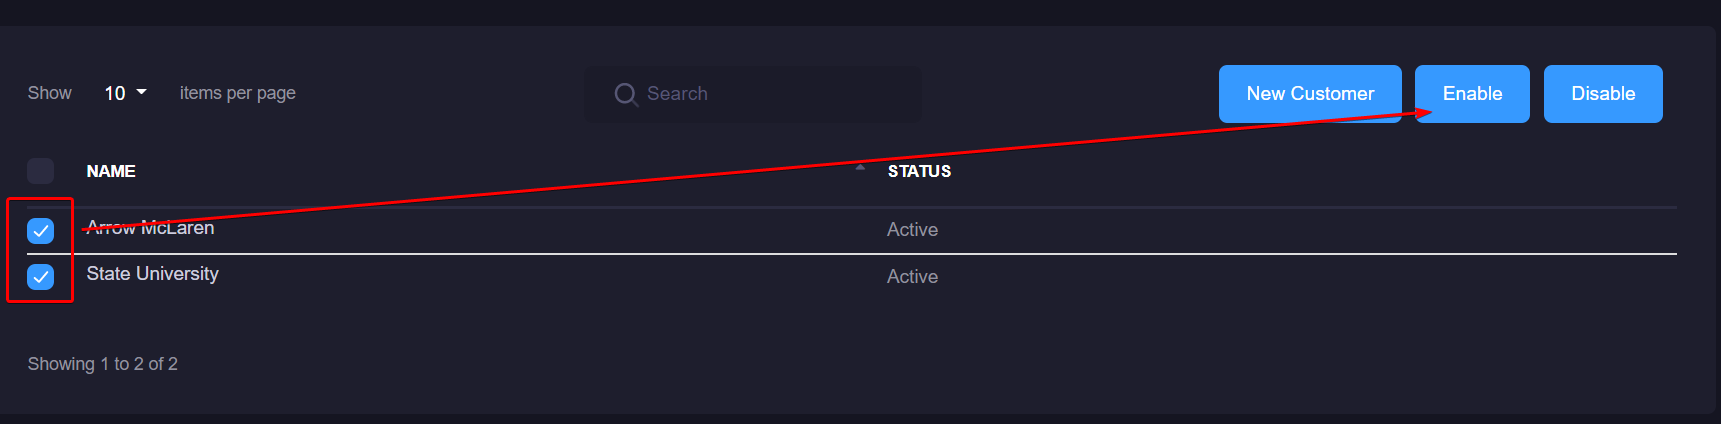 Show 10 items per page Search New Customer Enable Disable
NAME STATUS
Arrow McLaren Active
State University Active
Showing 1 to 2 of 2